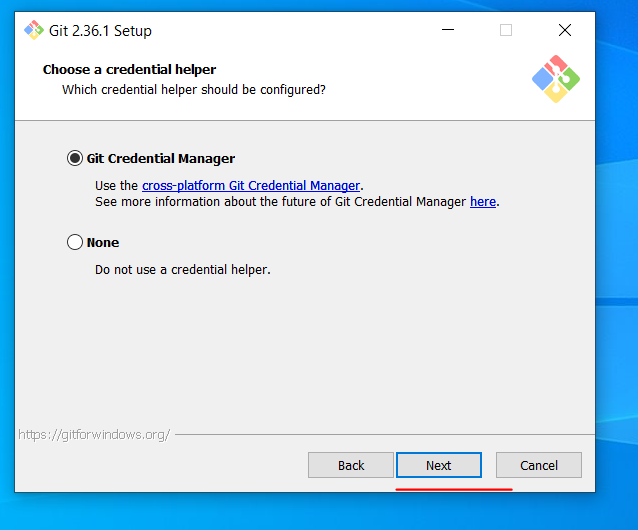 Git 2.36.1 Setup
Choose a credential helper
Which credential helper should be configured?
Git Credential Manager
Use the cross-platform Git Credential Manager.
See more information about the future of Git Credential Manager here.
None
Do not use a credential helper.
https://gitforwindows.org/
Back Next Cancel